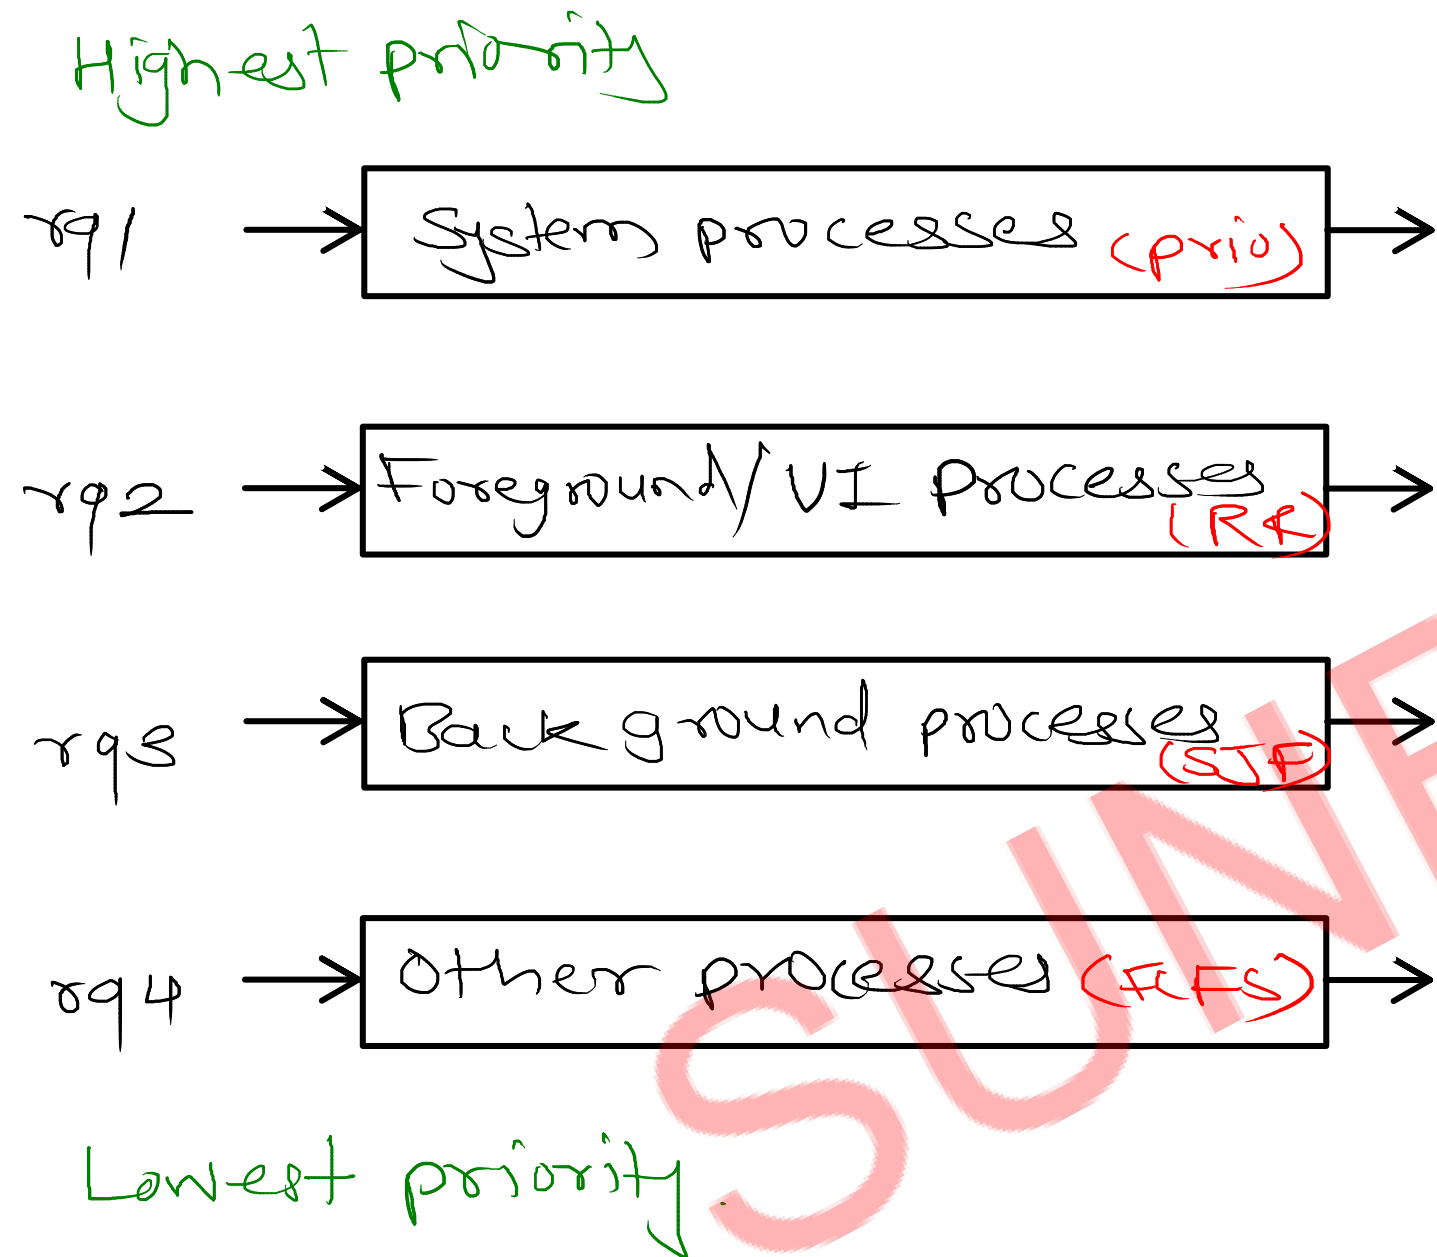 Highest priority
rq1 System processes (prio)
rq2 Foreground/UI processes
(RR)
rq3 Background processes
(SJF)
rq4 Other processes (FCFS)
Lowest priority
SUN